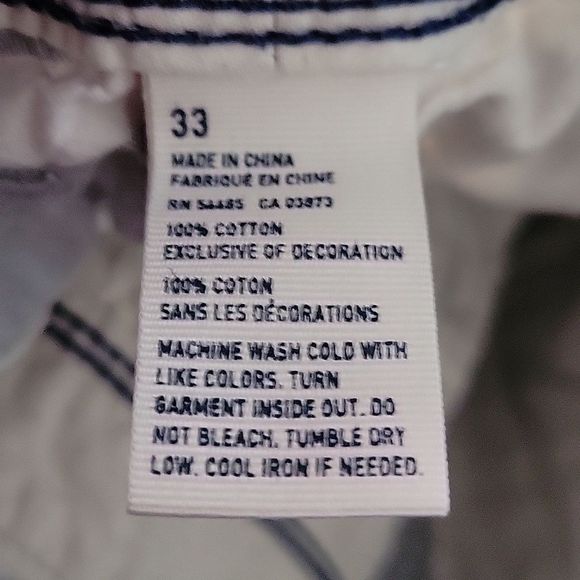 33
MADE IN CHINA
FABRIQUÉ EN CHINE
RN 54485 CA 03873
100% COTTON
EXCLUSIVE OF DECORATION
100% COTON
SANS LES DÉCORATIONS
MACHINE WASH COLD WITH
LIKE COLORS. TURN
GARMENT INSIDE OUT. DO
NOT BLEACH. TUMBLE DRY
LOW. COOL IRON IF NEEDED.